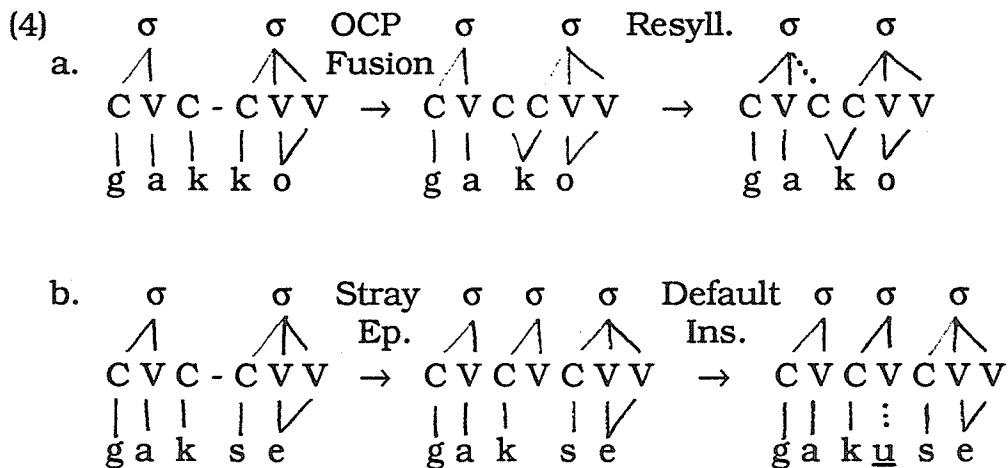 (4) σ σ OCP σ σ Resyll. σ σ
a. Fusion
C V C - C V V → C V C C V V → C V C C V V
g a k k o g a k o g a k o
b. σ σ Stray σ σ σ Default σ σ σ
Ep. Ins.
C V C - C V V → C V C V C V V → C V C V C V V
g a k s e g a k s e g a k u s e